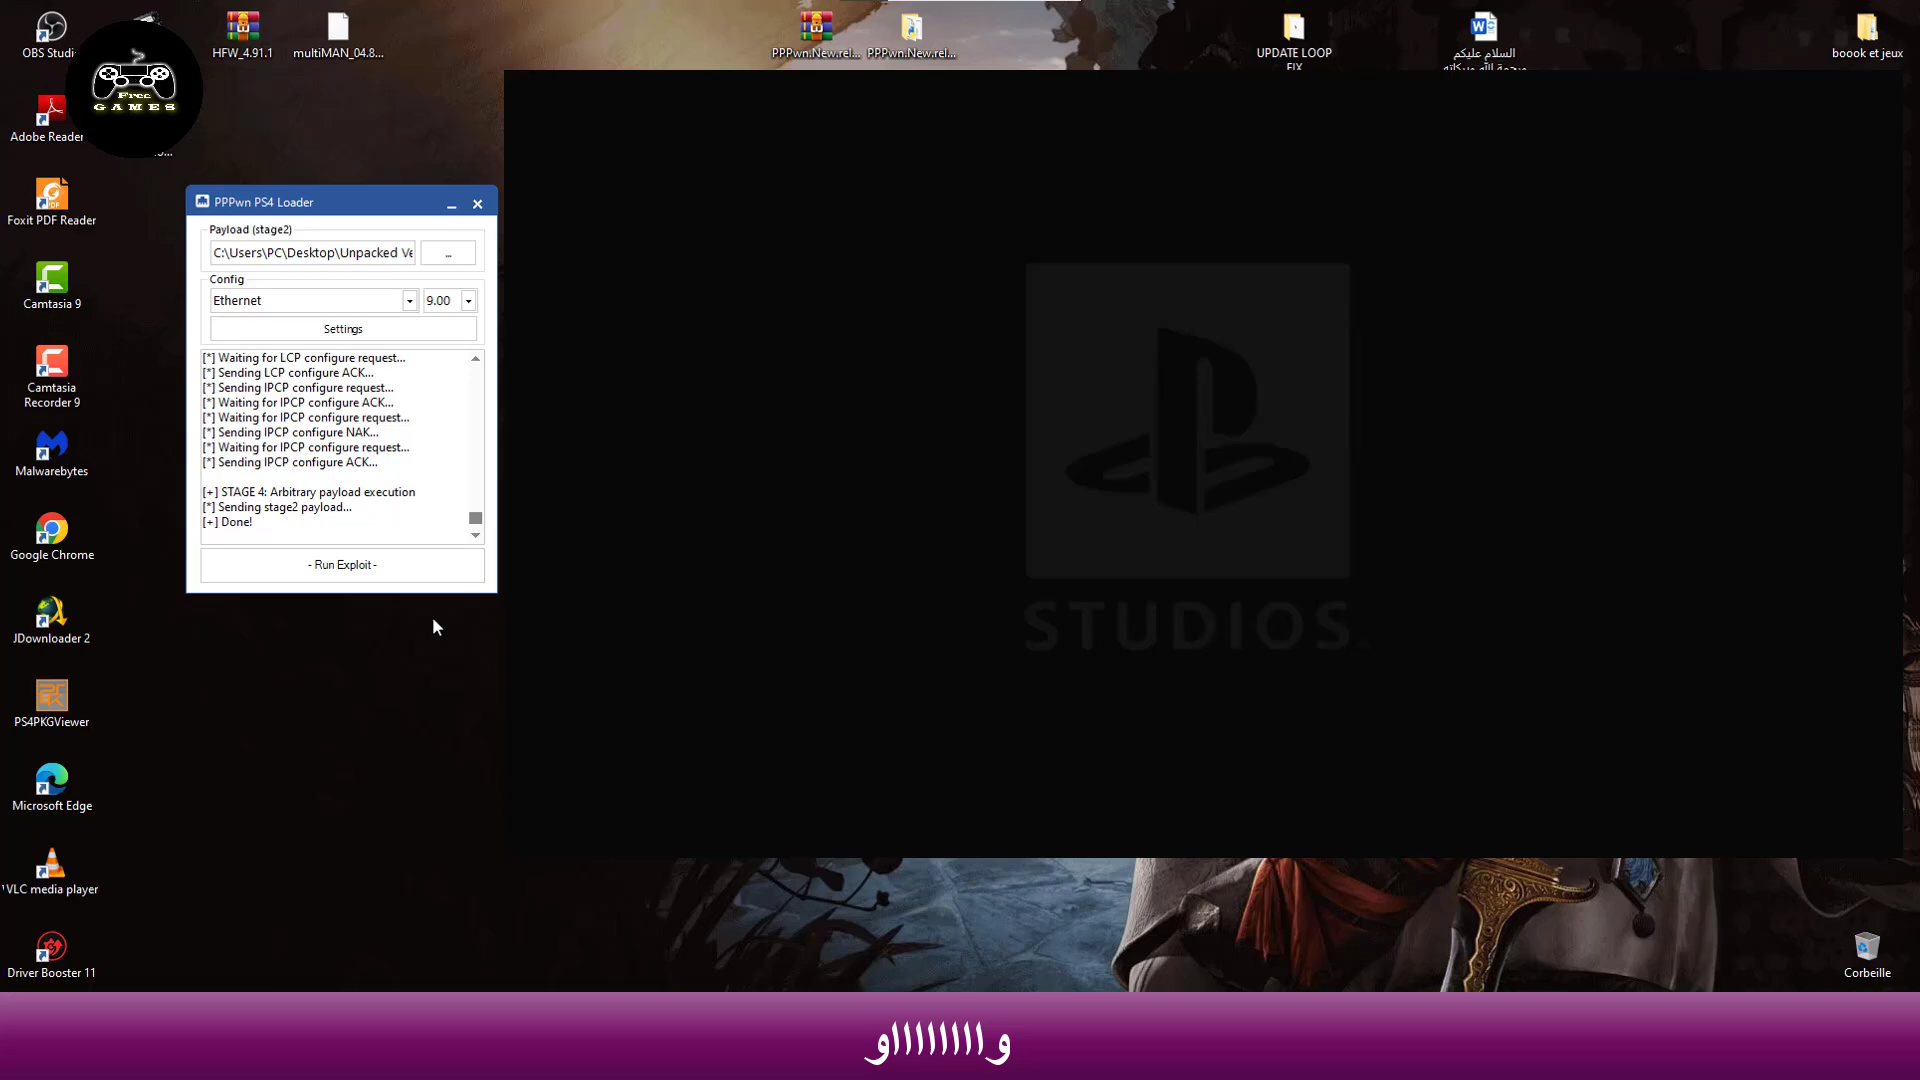 OBS Studi
HFW_4.91.1
multiMAN_04.8...
PPPwn.New.rel...
PPPwn.New.rel...
UPDATE LOOP
FIX
السلام عليكم
ورحمة الله وبركاته
boook et jeux
Free
GAMES
Adobe Reader
Foxit PDF Reader
Camtasia 9
Camtasia
Recorder 9
Malwarebytes
Google Chrome
JDownloader 2
PS4PKGViewer
Microsoft Edge
VLC media player
Driver Booster 11
PPPwn PS4 Loader
Payload (stage2)
C:\Users\PC\Desktop\Unpacked Ve
...
Config
Ethernet
9.00
Settings
[*] Waiting for LCP configure request...
[*] Sending LCP configure ACK...
[*] Sending IPCP configure request...
[*] Waiting for IPCP configure ACK...
[*] Waiting for IPCP configure request...
[*] Sending IPCP configure NAK...
[*] Waiting for IPCP configure request...
[*] Sending IPCP configure ACK...
[+] STAGE 4: Arbitrary payload execution
[*] Sending stage2 payload...
[+] Done!
- Run Exploit -
STUDIOS
Corbeille
واااااااو